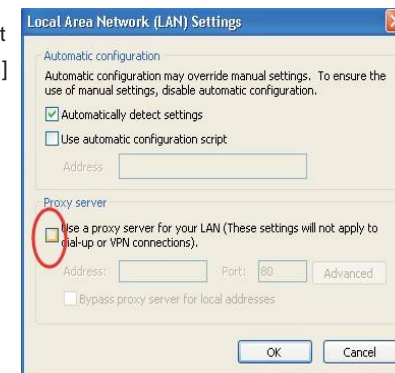 Local Area Network (LAN) Settings
t
]
Automatic configuration
Automatic configuration may override manual settings. To ensure the
use of manual settings, disable automatic configuration.
Automatically detect settings
Use automatic configuration script
Address
Proxy server
Use a proxy server for your LAN (These settings will not apply to
dial-up or VPN connections).
Address: Port: 80 Advanced
Bypass proxy server for local addresses
OK Cancel